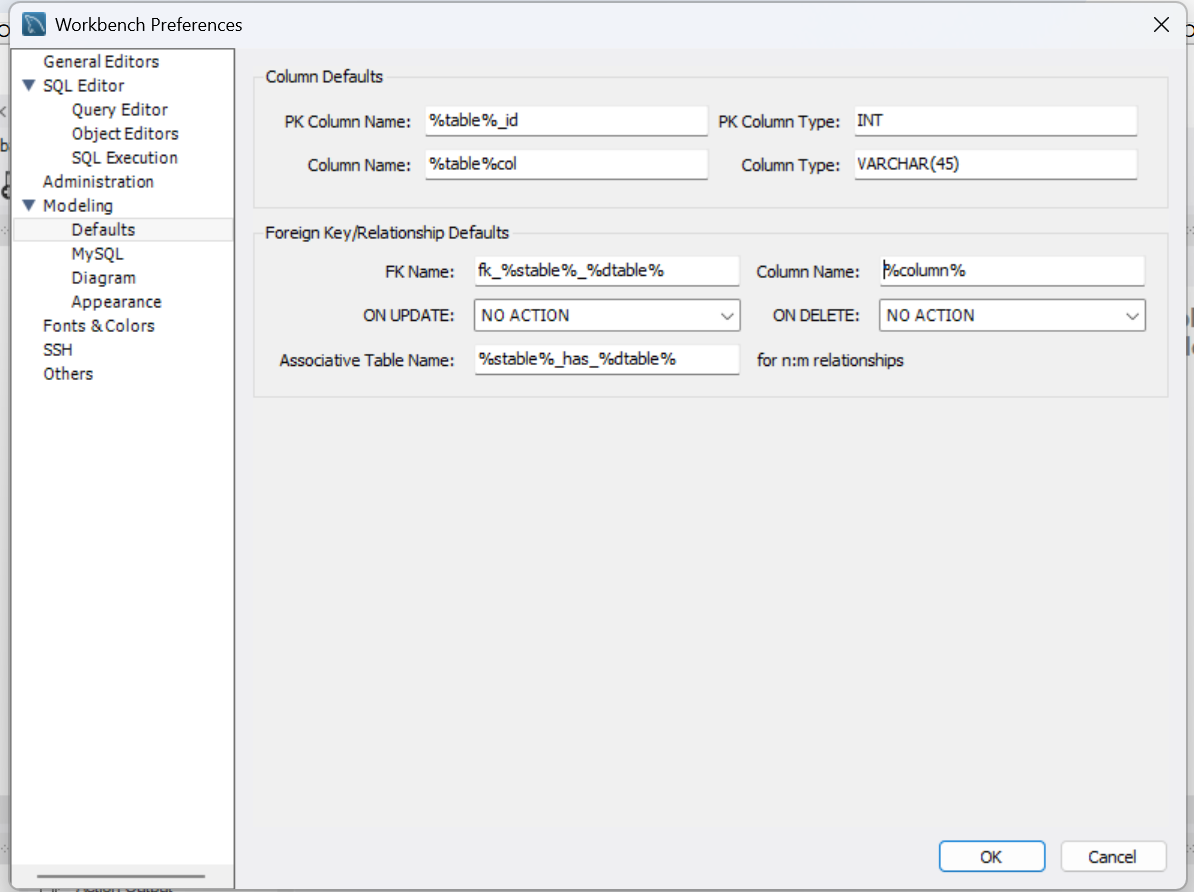 Workbench Preferences
General Editors
SQL Editor
Query Editor
Object Editors
SQL Execution
Administration
Modeling
Defaults
MySQL
Diagram
Appearance
Fonts & Colors
SSH
Others
Column Defaults
PK Column Name: %table%_id PK Column Type: INT
Column Name: %table%col Column Type: VARCHAR(45)
Foreign Key/Relationship Defaults
FK Name: fk_%stable%_%dtable% Column Name: %column%
ON UPDATE: NO ACTION ON DELETE: NO ACTION
Associative Table Name: %stable%_has_%dtable% for n:m relationships
OK Cancel